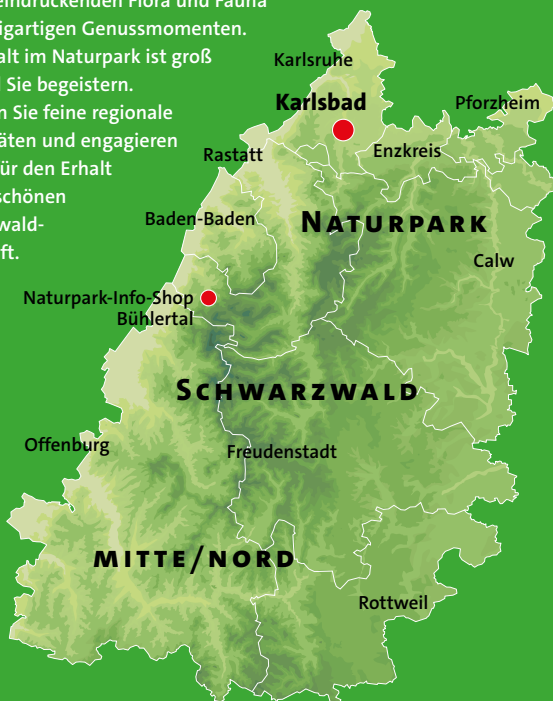 eindruckenden Flora und Fauna
igartigen Genussmomenten.
alt im Naturpark ist groß
Sie begeistern.
Sie feine regionale
äten und engagieren
ür den Erhalt
schönen
wald-
ft.
Karlsruhe
Karlsbad
Pforzheim
Enzkreis
Rastatt
Baden-Baden
NATURPARK
Calw
Naturpark-Info-Shop
Bühlertal
SCHWARZWALD
Offenburg
Freudenstadt
MITTE/NORD
Rottweil